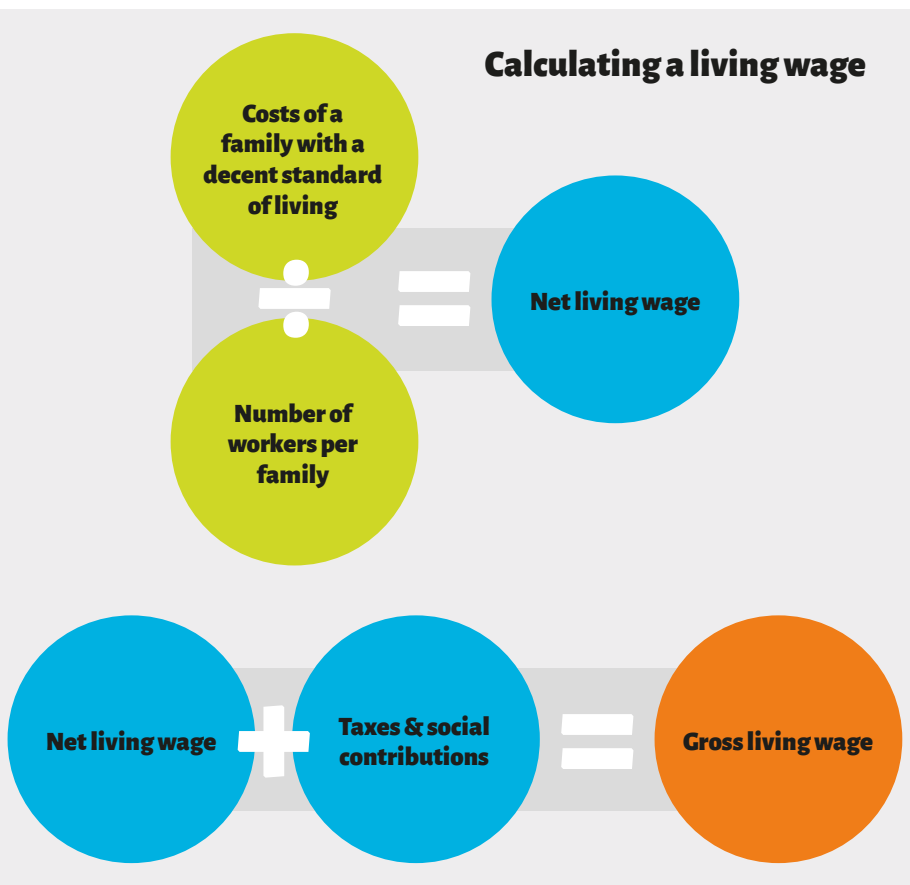 Calculating a living wage
Costs of a
family with a
decent standard
of living
÷
=
Net living wage
Number of
workers per
family
Net living wage
+
Taxes & social
contributions
=
Gross living wage